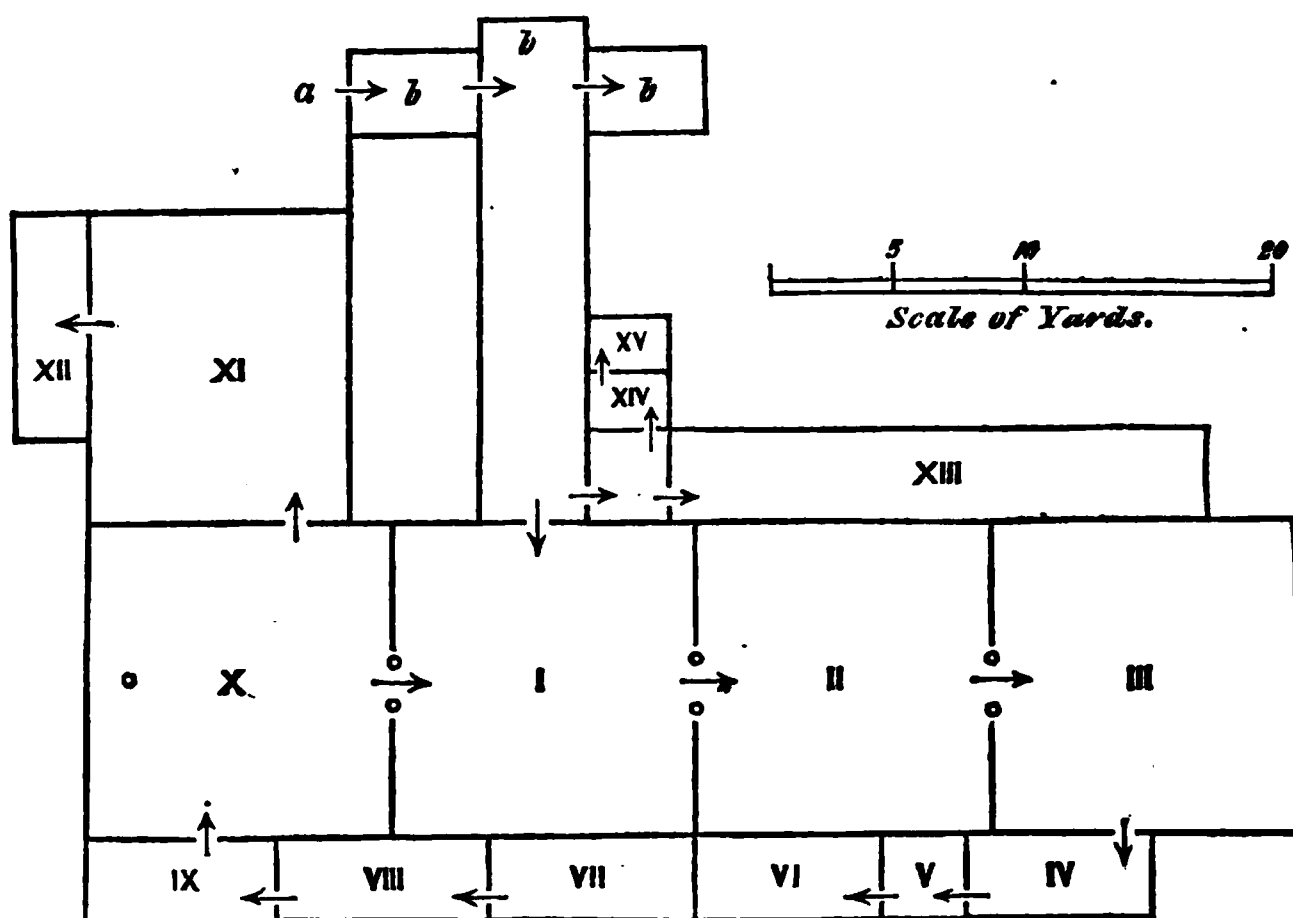 b
a b b
5 10 20
Scale of Yards.
XV
XII XI
XIV
XIII
X I II III
IX VIII VII VI V IV